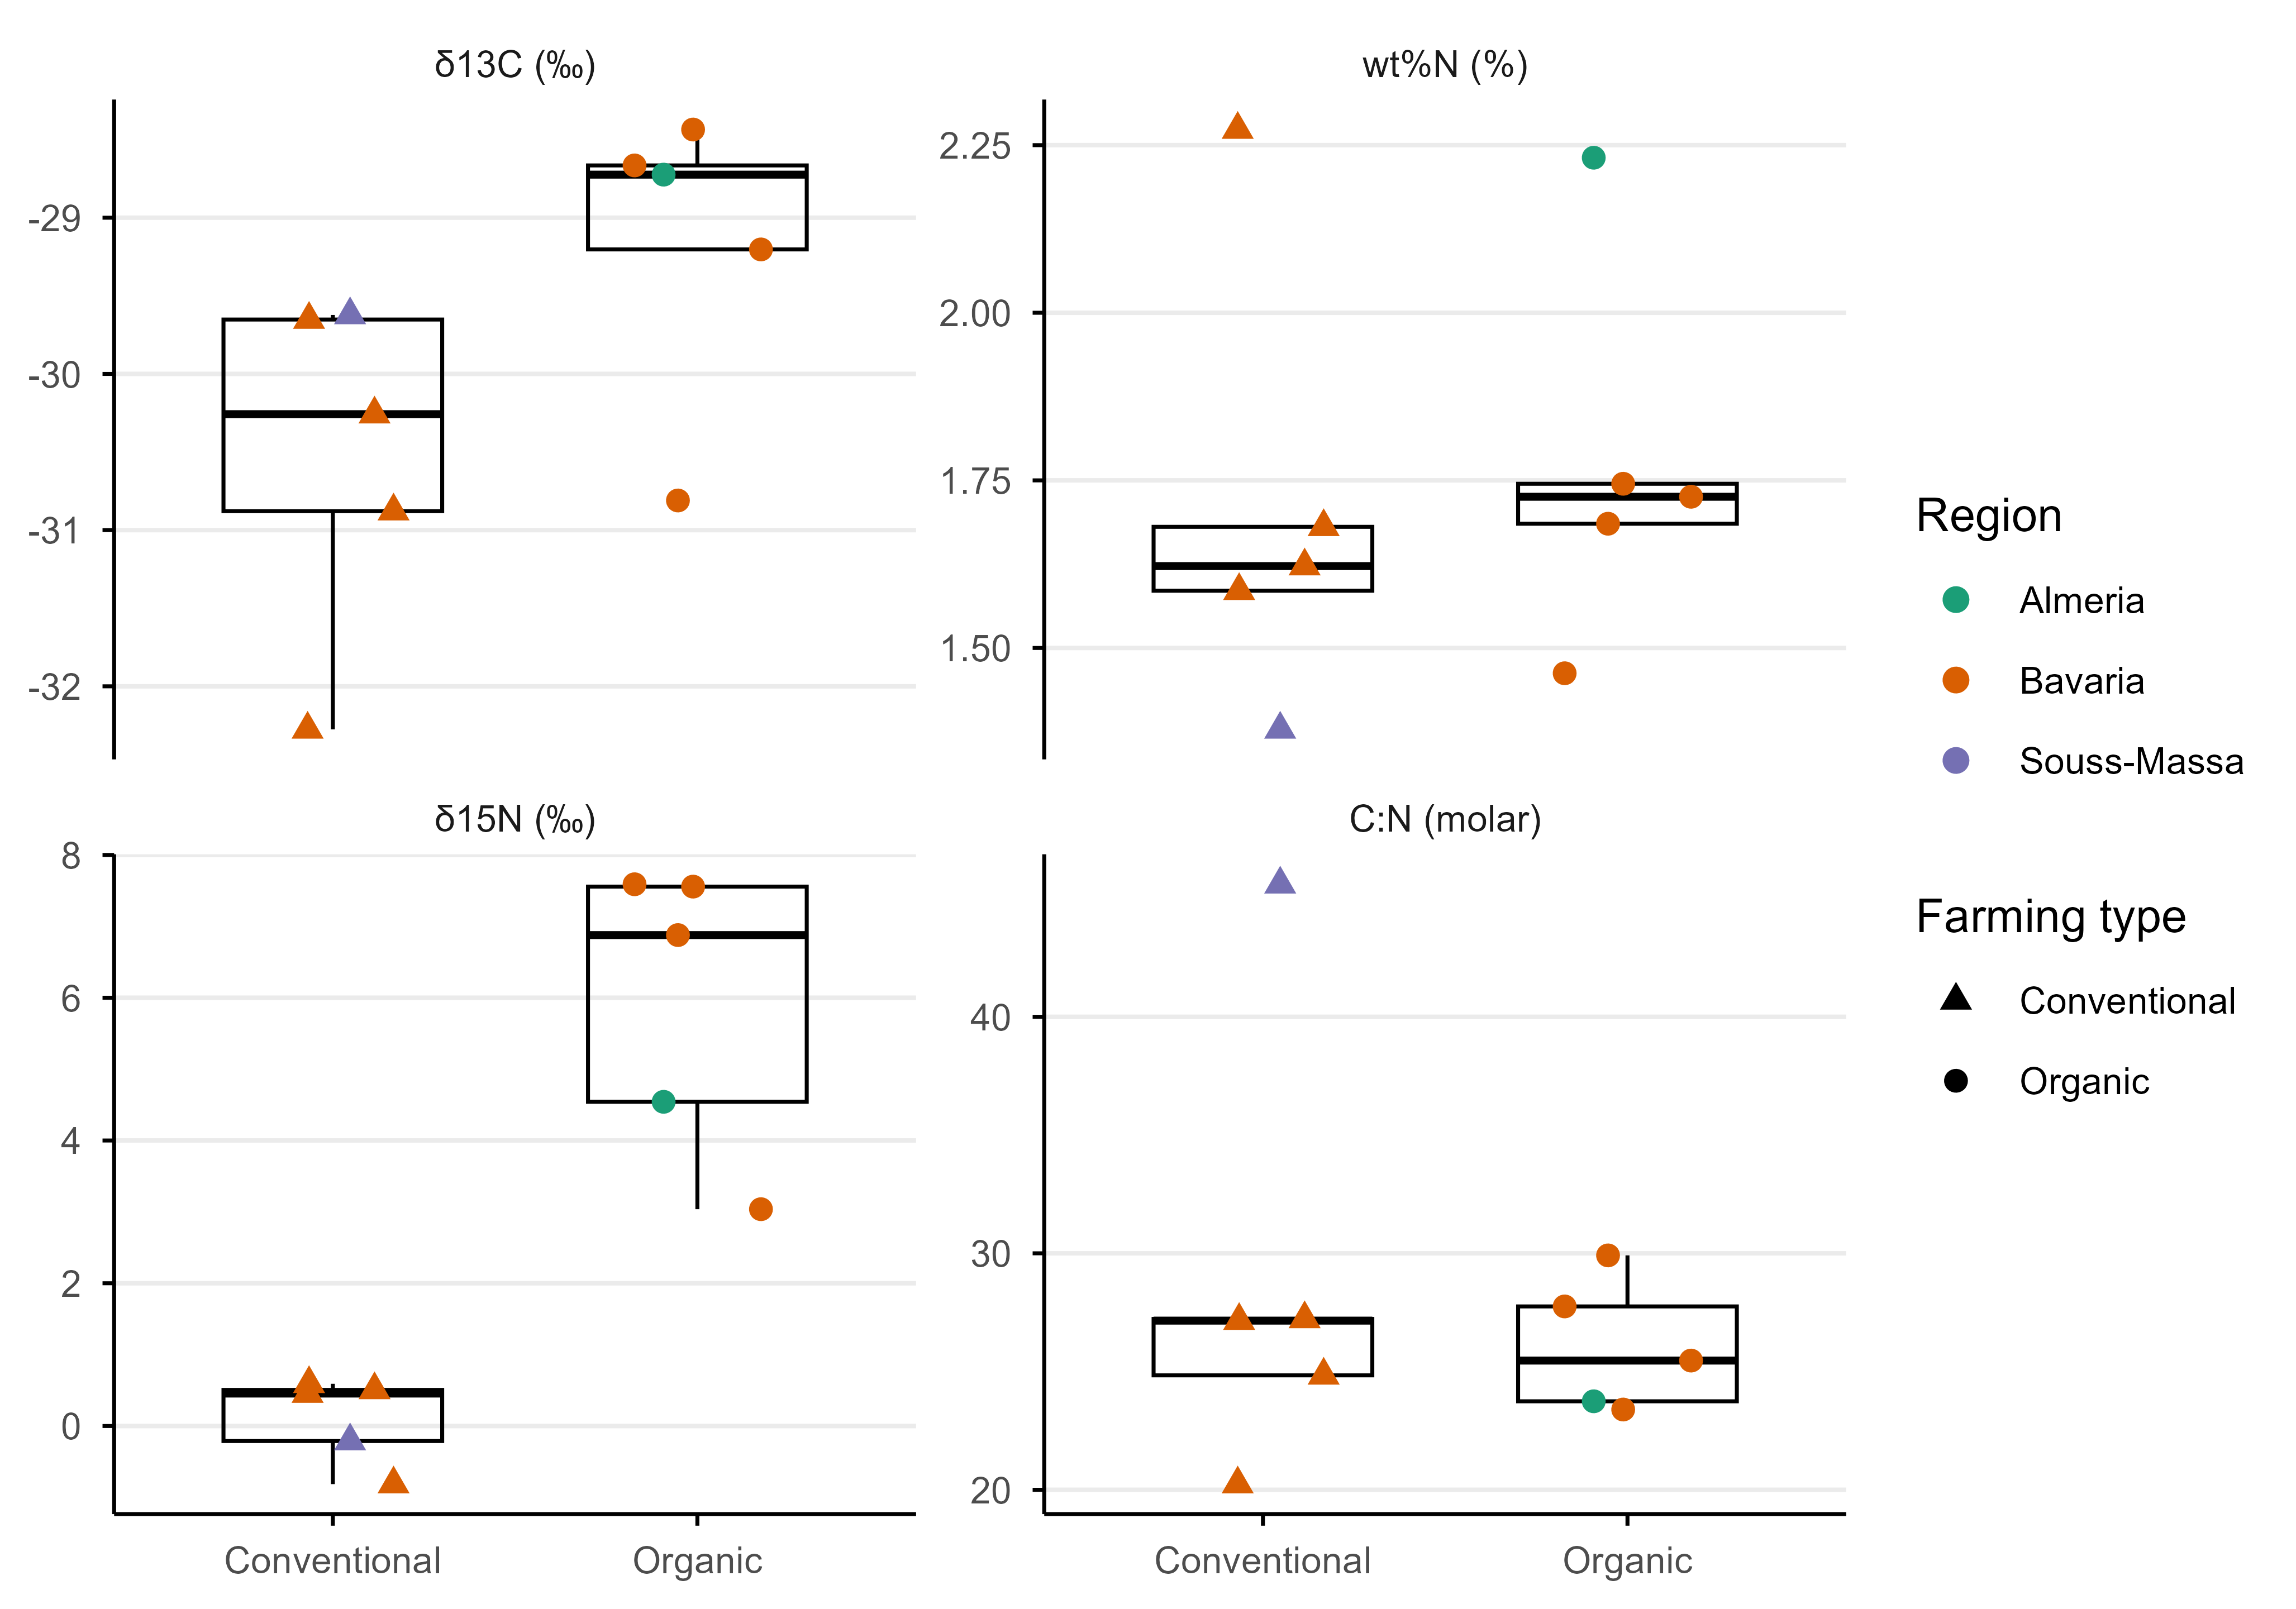 δ13C (‰)
-29
-30
-31
-32
wt%N (%)
2.25
2.00
1.75
1.50
δ15N (‰)
8
6
4
2
0
Conventional
Organic
C:N (molar)
40
30
20
Conventional
Organic
Region
Almeria
Bavaria
Souss-Massa
Farming type
Conventional
Organic